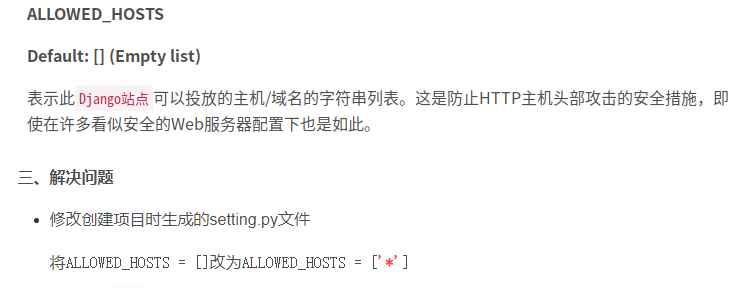 ALLOWED_HOSTS
Default: [] (Empty list)
表示此 Django站点 可以投放的主机/域名的字符串列表。这是防止HTTP主机头部攻击的安全措施，即
使在许多看似安全的Web服务器配置下也是如此。
三、解决问题
• 修改创建项目时生成的setting.py文件
将ALLOWED_HOSTS = []改为ALLOWED_HOSTS = ['*']